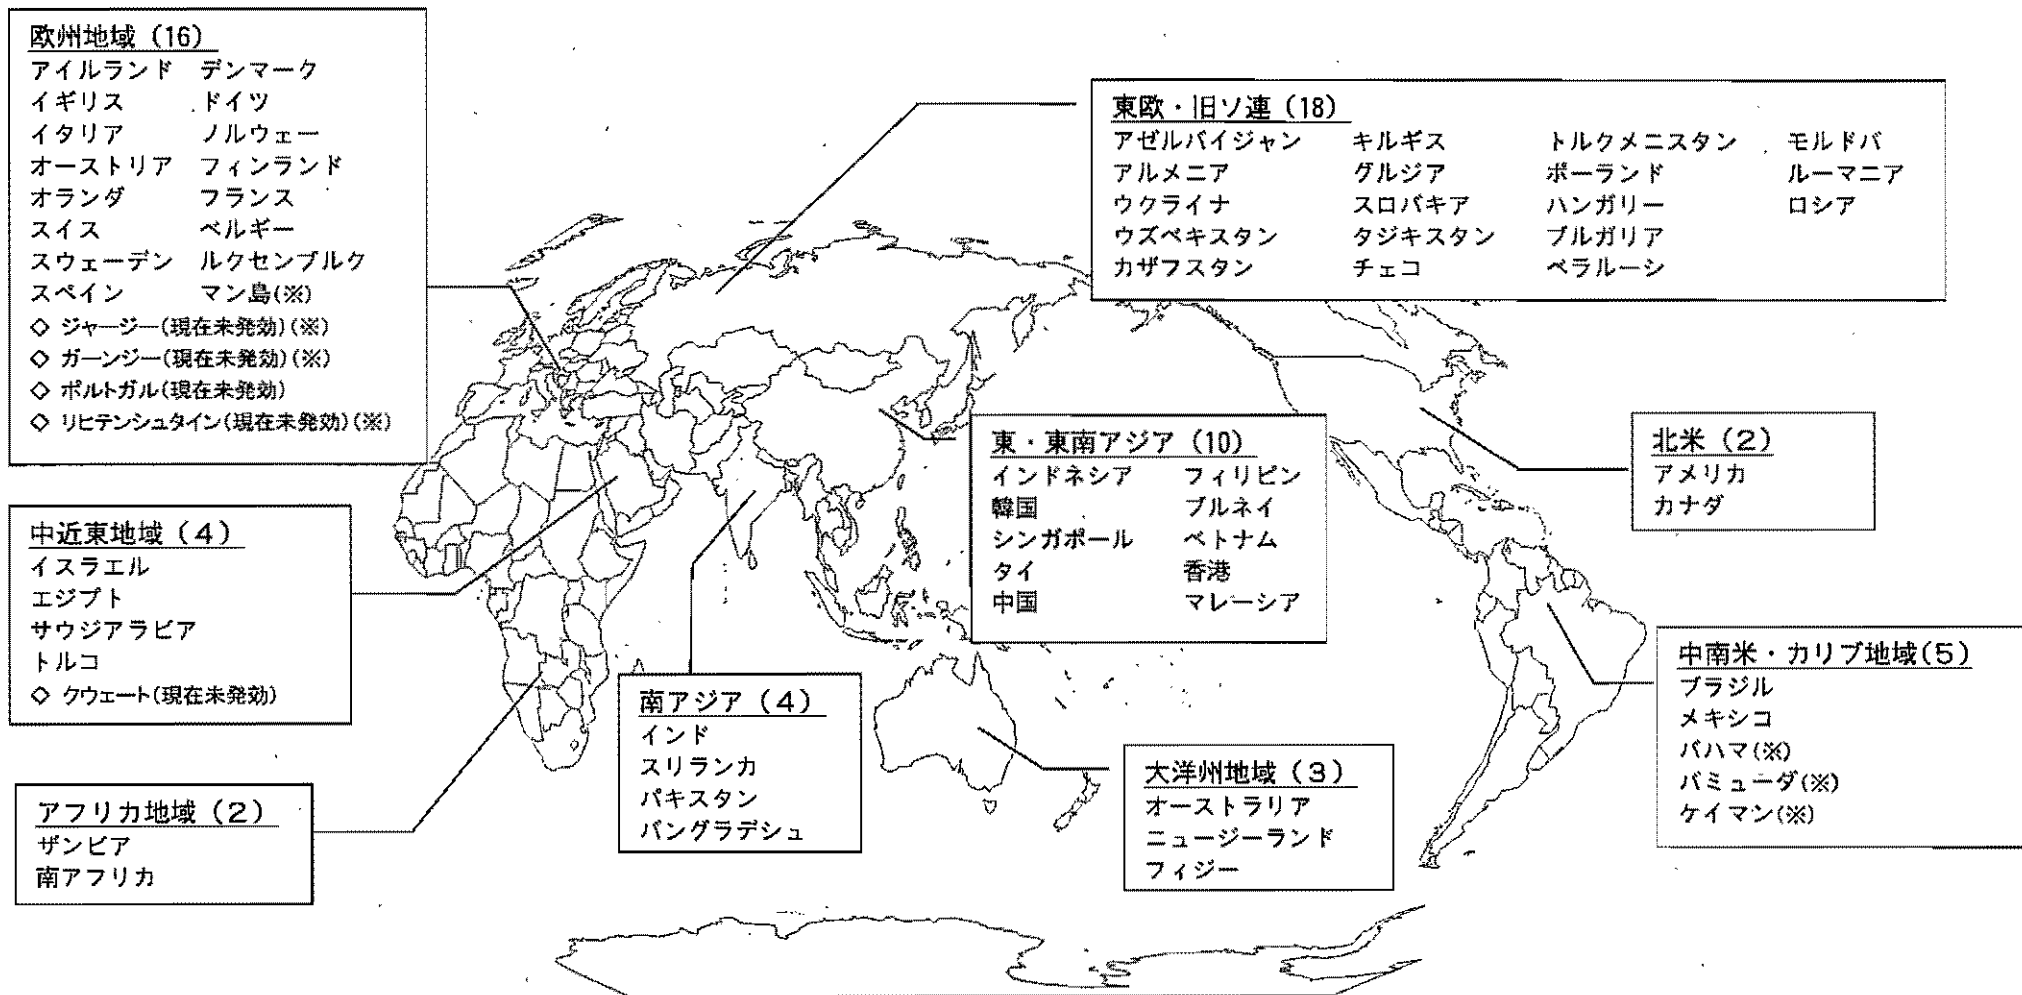 欧州地域 (16)
アイルランド デンマーク
イギリス ドイツ
イタリア ノルウェー
オーストリア フィンランド
オランダ フランス
スイス ベルギー
スウェーデン ルクセンブルク
スペイン マン島(※)
◇ ジャージー(現在未発効)(※)
◇ ガーンジー(現在未発効)(※)
◇ ポルトガル(現在未発効)
◇ リヒテンシュタイン(現在未発効)(※)
東欧・旧ソ連 (18)
アゼルバイジャン キルギス トルクメニスタン モルドバ
アルメニア グルジア ポーランド ルーマニア
ウクライナ スロバキア ハンガリー ロシア
ウズベキスタン タジキスタン ブルガリア
カザフスタン チェコ ベラルーシ
東・東南アジア (10)
インドネシア フィリピン
韓国 ブルネイ
シンガポール ベトナム
タイ 香港
中国 マレーシア
北米 (2)
アメリカ
カナダ
中近東地域 (4)
イスラエル
エジプト
サウジアラビア
トルコ
◇ クウェート(現在未発効)
南アジア (4)
インド
スリランカ
パキスタン
バングラデシュ
中南米・カリブ地域(5)
ブラジル
メキシコ
バハマ(※)
バミューダ(※)
ケイマン(※)
大洋州地域 (3)
オーストラリア
ニュージーランド
フィジー
アフリカ地域 (2)
ザンビア
南アフリカ